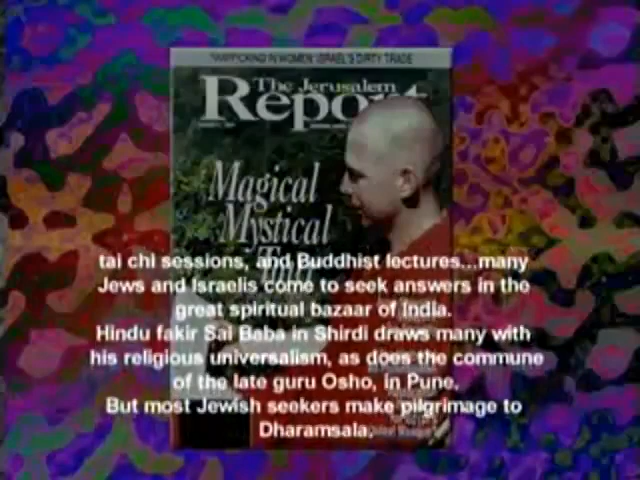 TRAFFICKING IN WOMEN: ISRAEL'S DIRTY TRADE
The Jerusalem
Report
Magical
Mystical
tai chi sessions, and Buddhist lectures...many
Jews and Israelis come to seek answers in the
great spiritual bazaar of India.
Hindu fakir Sai Baba in Shirdi draws many with
his religious universalism, as does the commune
of the late guru Osho, in Pune.
But most Jewish seekers make pilgrimage to
Dharamsala.